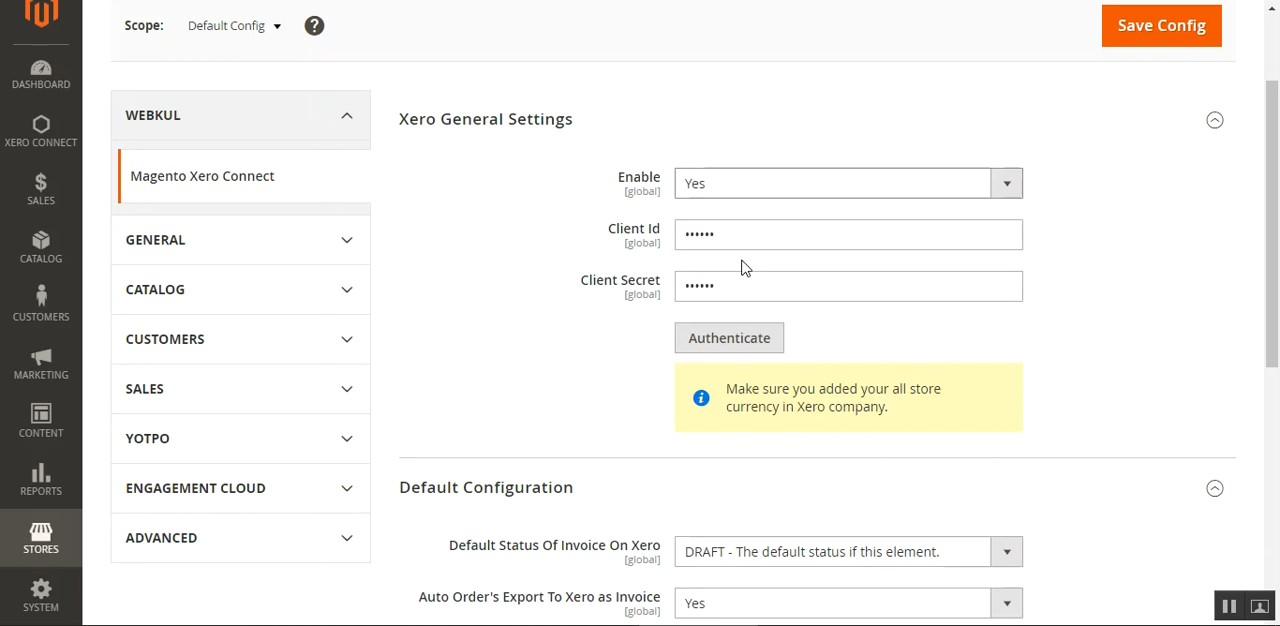 Scope:
Default Config
?
Save Config
DASHBOARD
XERO CONNECT
SALES
CATALOG
CUSTOMERS
MARKETING
CONTENT
REPORTS
STORES
SYSTEM
WEBKUL
Magento Xero Connect
GENERAL
CATALOG
CUSTOMERS
SALES
YOTPO
ENGAGEMENT CLOUD
ADVANCED
Xero General Settings
Enable
[global]
Yes
Client Id
[global]
••••••
Client Secret
[global]
••••••
Authenticate
Make sure you added your all store
currency in Xero company.
Default Configuration
Default Status Of Invoice On Xero
[global]
DRAFT - The default status if this element.
Auto Order's Export To Xero as Invoice
[global]
Yes